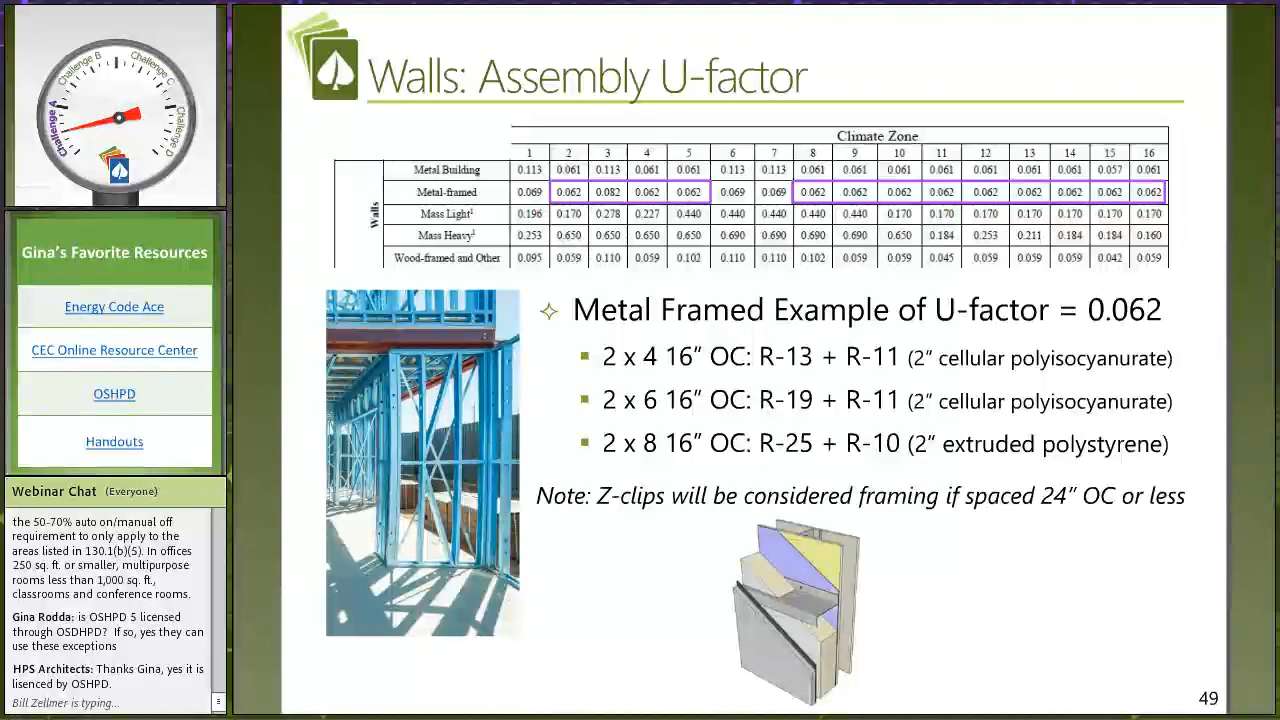 Challenge A
Challenge B
Challenge C
Challenge D
Gina's Favorite Resources
Energy Code Ace
CEC Online Resource Center
OSHPD
Handouts
Webinar Chat (Everyone)
the 50-70% auto on/manual off
requirement to only apply to the
areas listed in 130.1(b)(5). In offices
250 sq. ft. or smaller, multipurpose
rooms less than 1,000 sq. ft.,
classrooms and conference rooms.
Gina Rodda: is OSHPD 5 licensed
through OSDHPD? If so, yes they can
use these exceptions
HPS Architects: Thanks Gina, yes it is
lisenced by OSHPD.
Bill Zellmer is typing...
Walls: Assembly U-factor
Climate Zone
1 2 3 4 5 6 7 8 9 10 11 12 13 14 15 16
Walls
Metal Building 0.113 0.061 0.113 0.061 0.061 0.113 0.113 0.061 0.061 0.061 0.061 0.061 0.061 0.061 0.057 0.061
Metal-framed 0.069 0.062 0.082 0.062 0.062 0.069 0.069 0.062 0.062 0.062 0.062 0.062 0.062 0.062 0.062 0.062
Mass Light¹ 0.196 0.170 0.278 0.227 0.440 0.440 0.440 0.440 0.440 0.170 0.170 0.170 0.170 0.170 0.170 0.170
Mass Heavy¹ 0.253 0.650 0.650 0.650 0.650 0.690 0.690 0.690 0.690 0.650 0.184 0.253 0.211 0.184 0.184 0.160
Wood-framed and Other 0.095 0.059 0.110 0.059 0.102 0.110 0.110 0.102 0.059 0.059 0.045 0.059 0.059 0.059 0.042 0.059
Metal Framed Example of U-factor = 0.062
2 x 4 16" OC: R-13 + R-11 (2" cellular polyisocyanurate)
2 x 6 16" OC: R-19 + R-11 (2" cellular polyisocyanurate)
2 x 8 16" OC: R-25 + R-10 (2" extruded polystyrene)
Note: Z-clips will be considered framing if spaced 24" OC or less
49